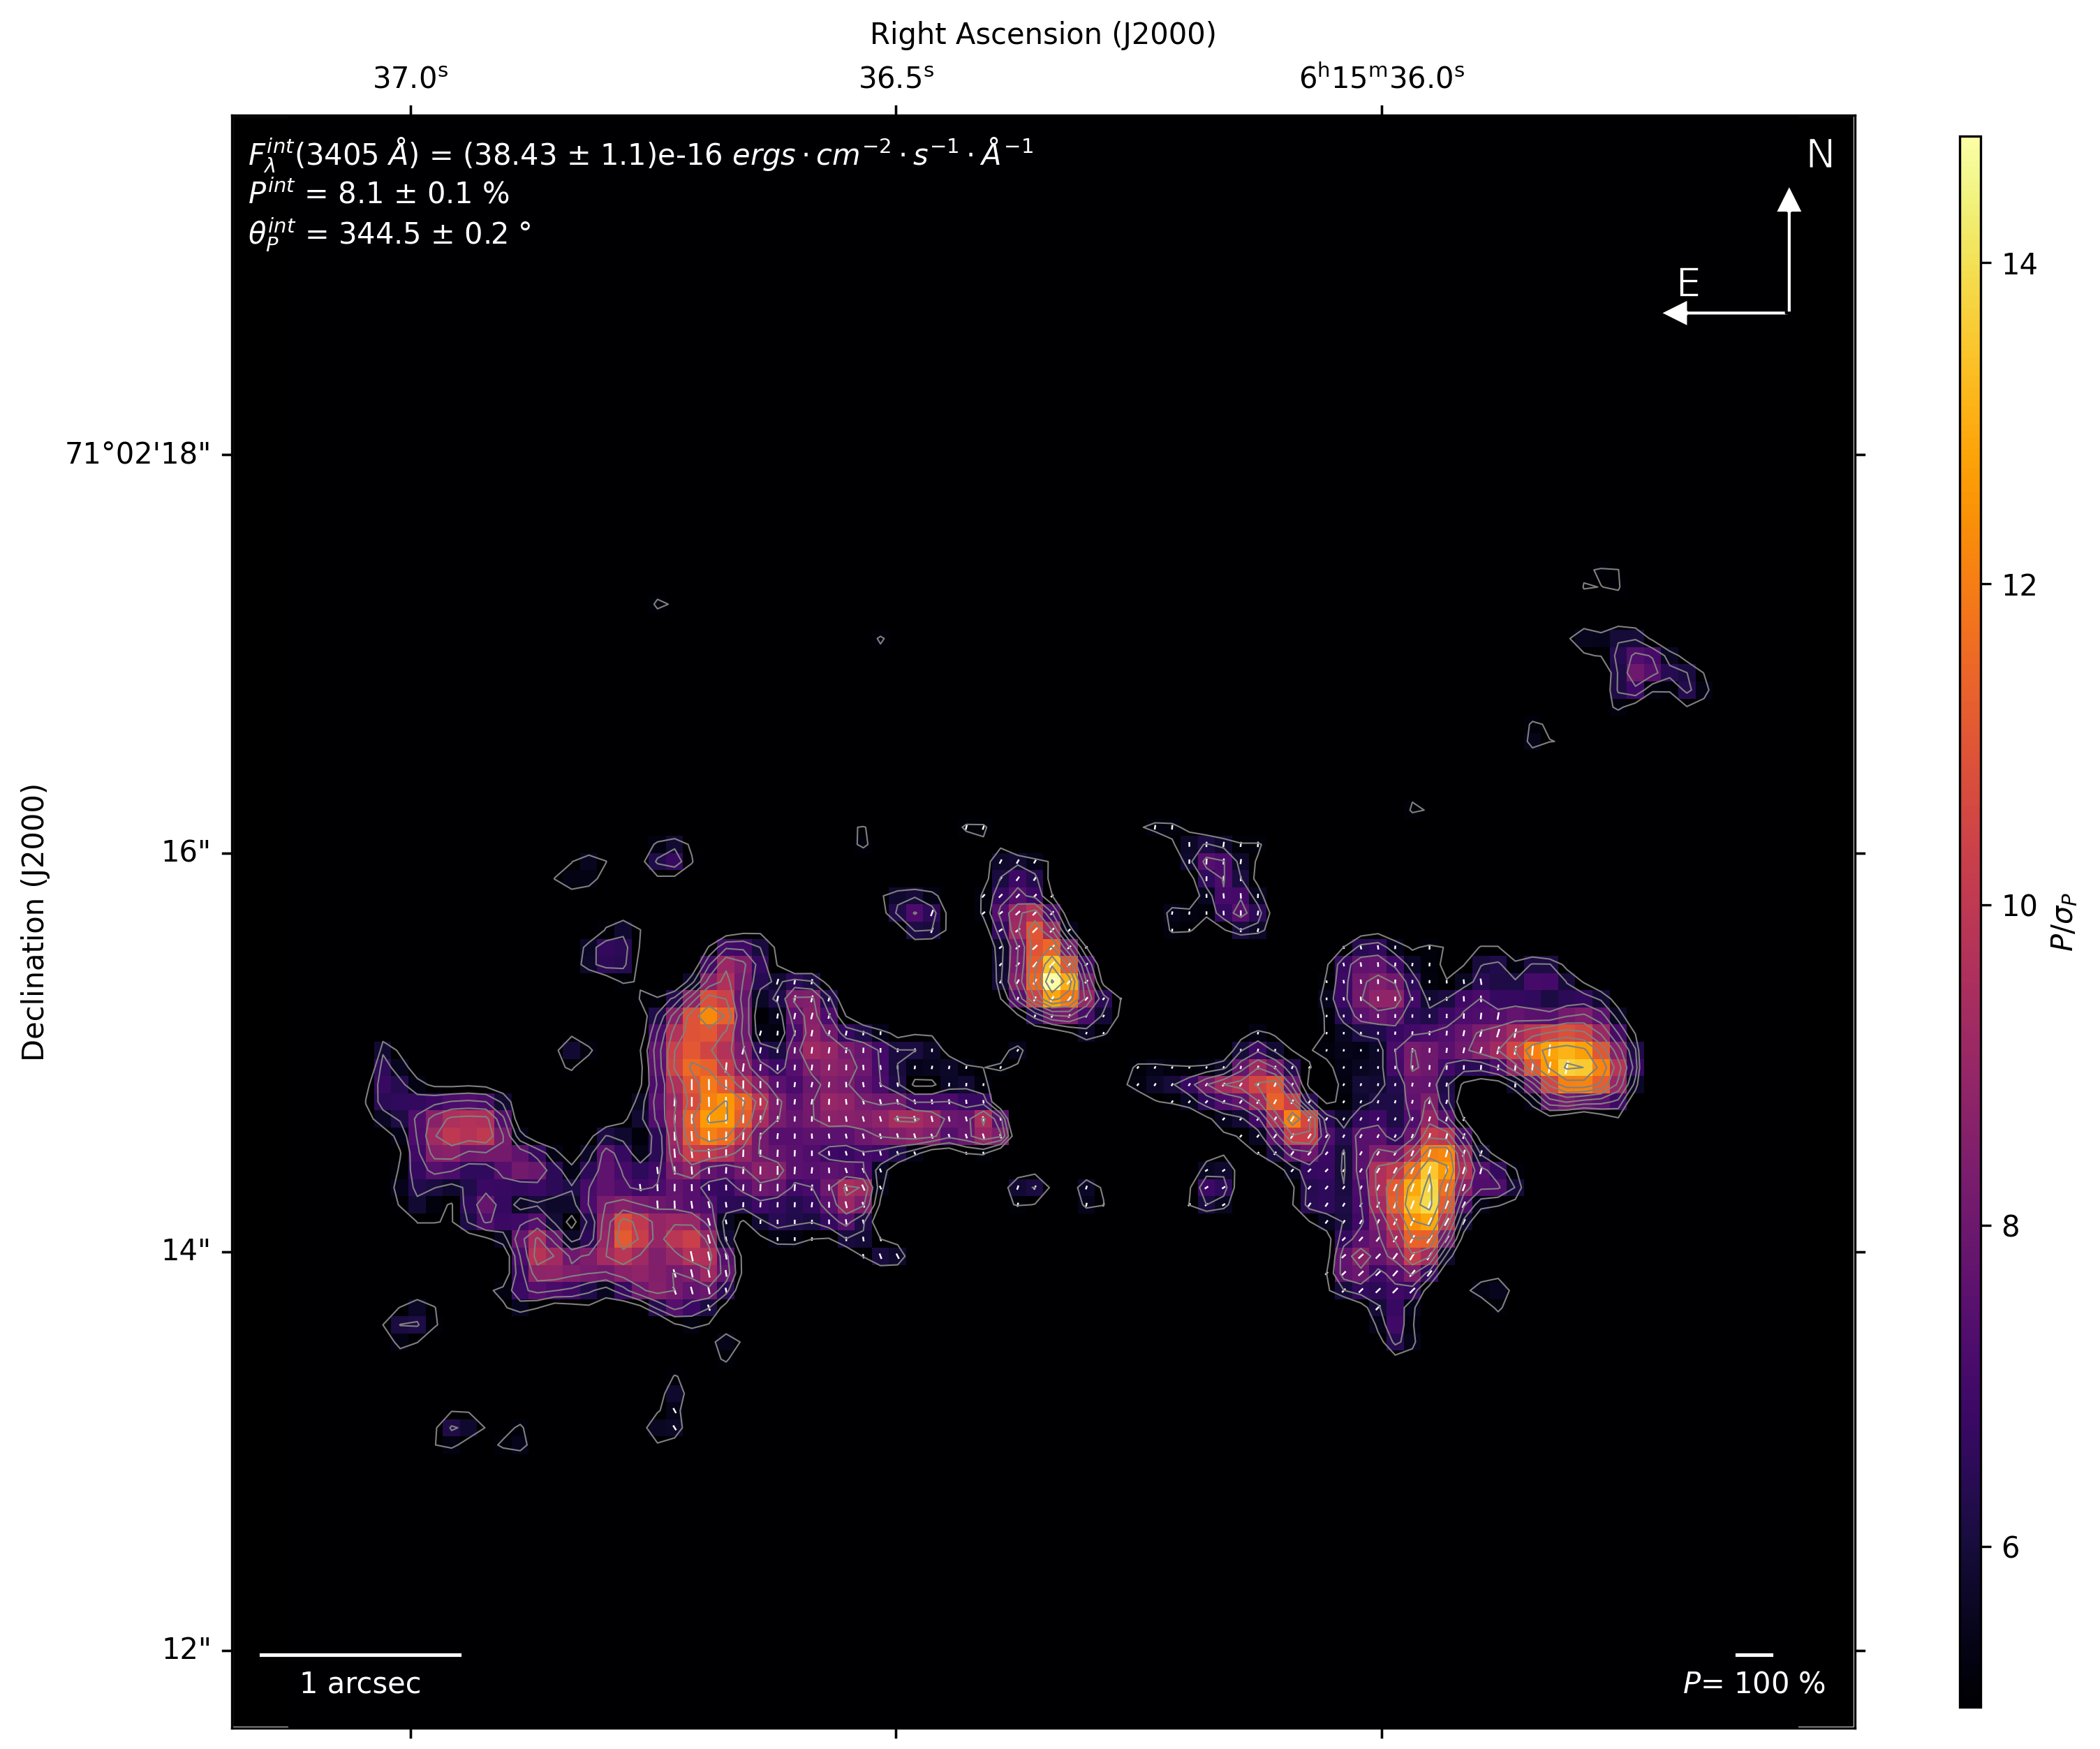 Right Ascension (J2000)
37.0ˢ 36.5ˢ 6ʰ15ᵐ36.0ˢ
F_λ^int(3405 Å) = (38.43 ± 1.1)e-16 ergs · cm⁻² · s⁻¹ · Å⁻¹
P^int = 8.1 ± 0.1 %
θ_P^int = 344.5 ± 0.2 °
N
E
71°02'18"
16"
14"
12"
Declination (J2000)
1 arcsec
P= 100 %
14
12
10
8
6
P/σ_P